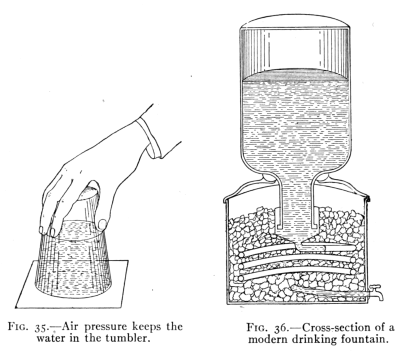 FIG. 35.—Air pressure keeps the
water in the tumbler.
FIG. 36.—Cross-section of a
modern drinking fountain.